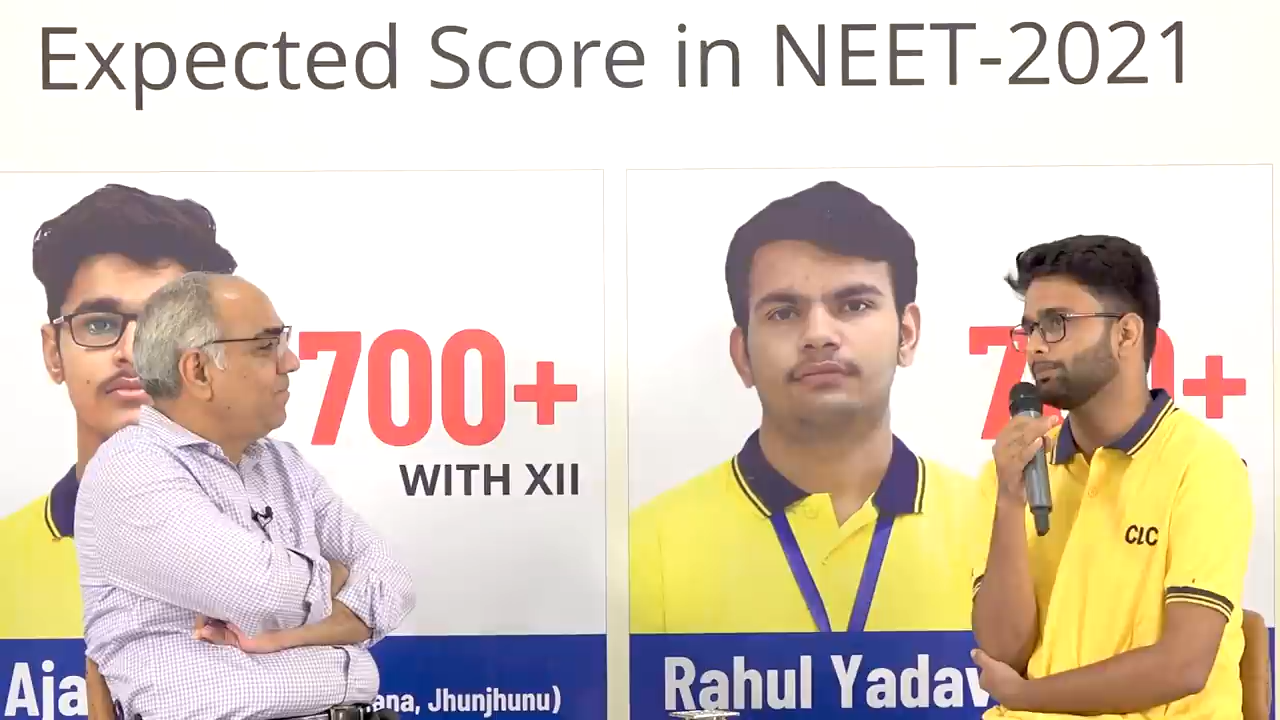 Expected Score in NEET-2021
700+
WITH XII
Rahul Yadav
Jhunjhunu)
CLC